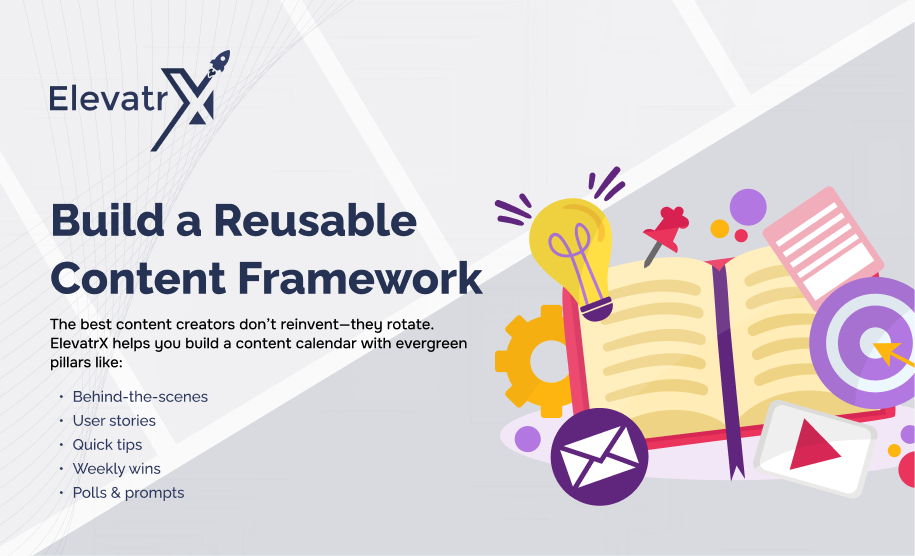 ElevatrX
Build a Reusable
Content Framework
The best content creators don't reinvent—they rotate.
ElevatrX helps you build a content calendar with evergreen
pillars like:
• Behind-the-scenes
• User stories
• Quick tips
• Weekly wins
• Polls & prompts